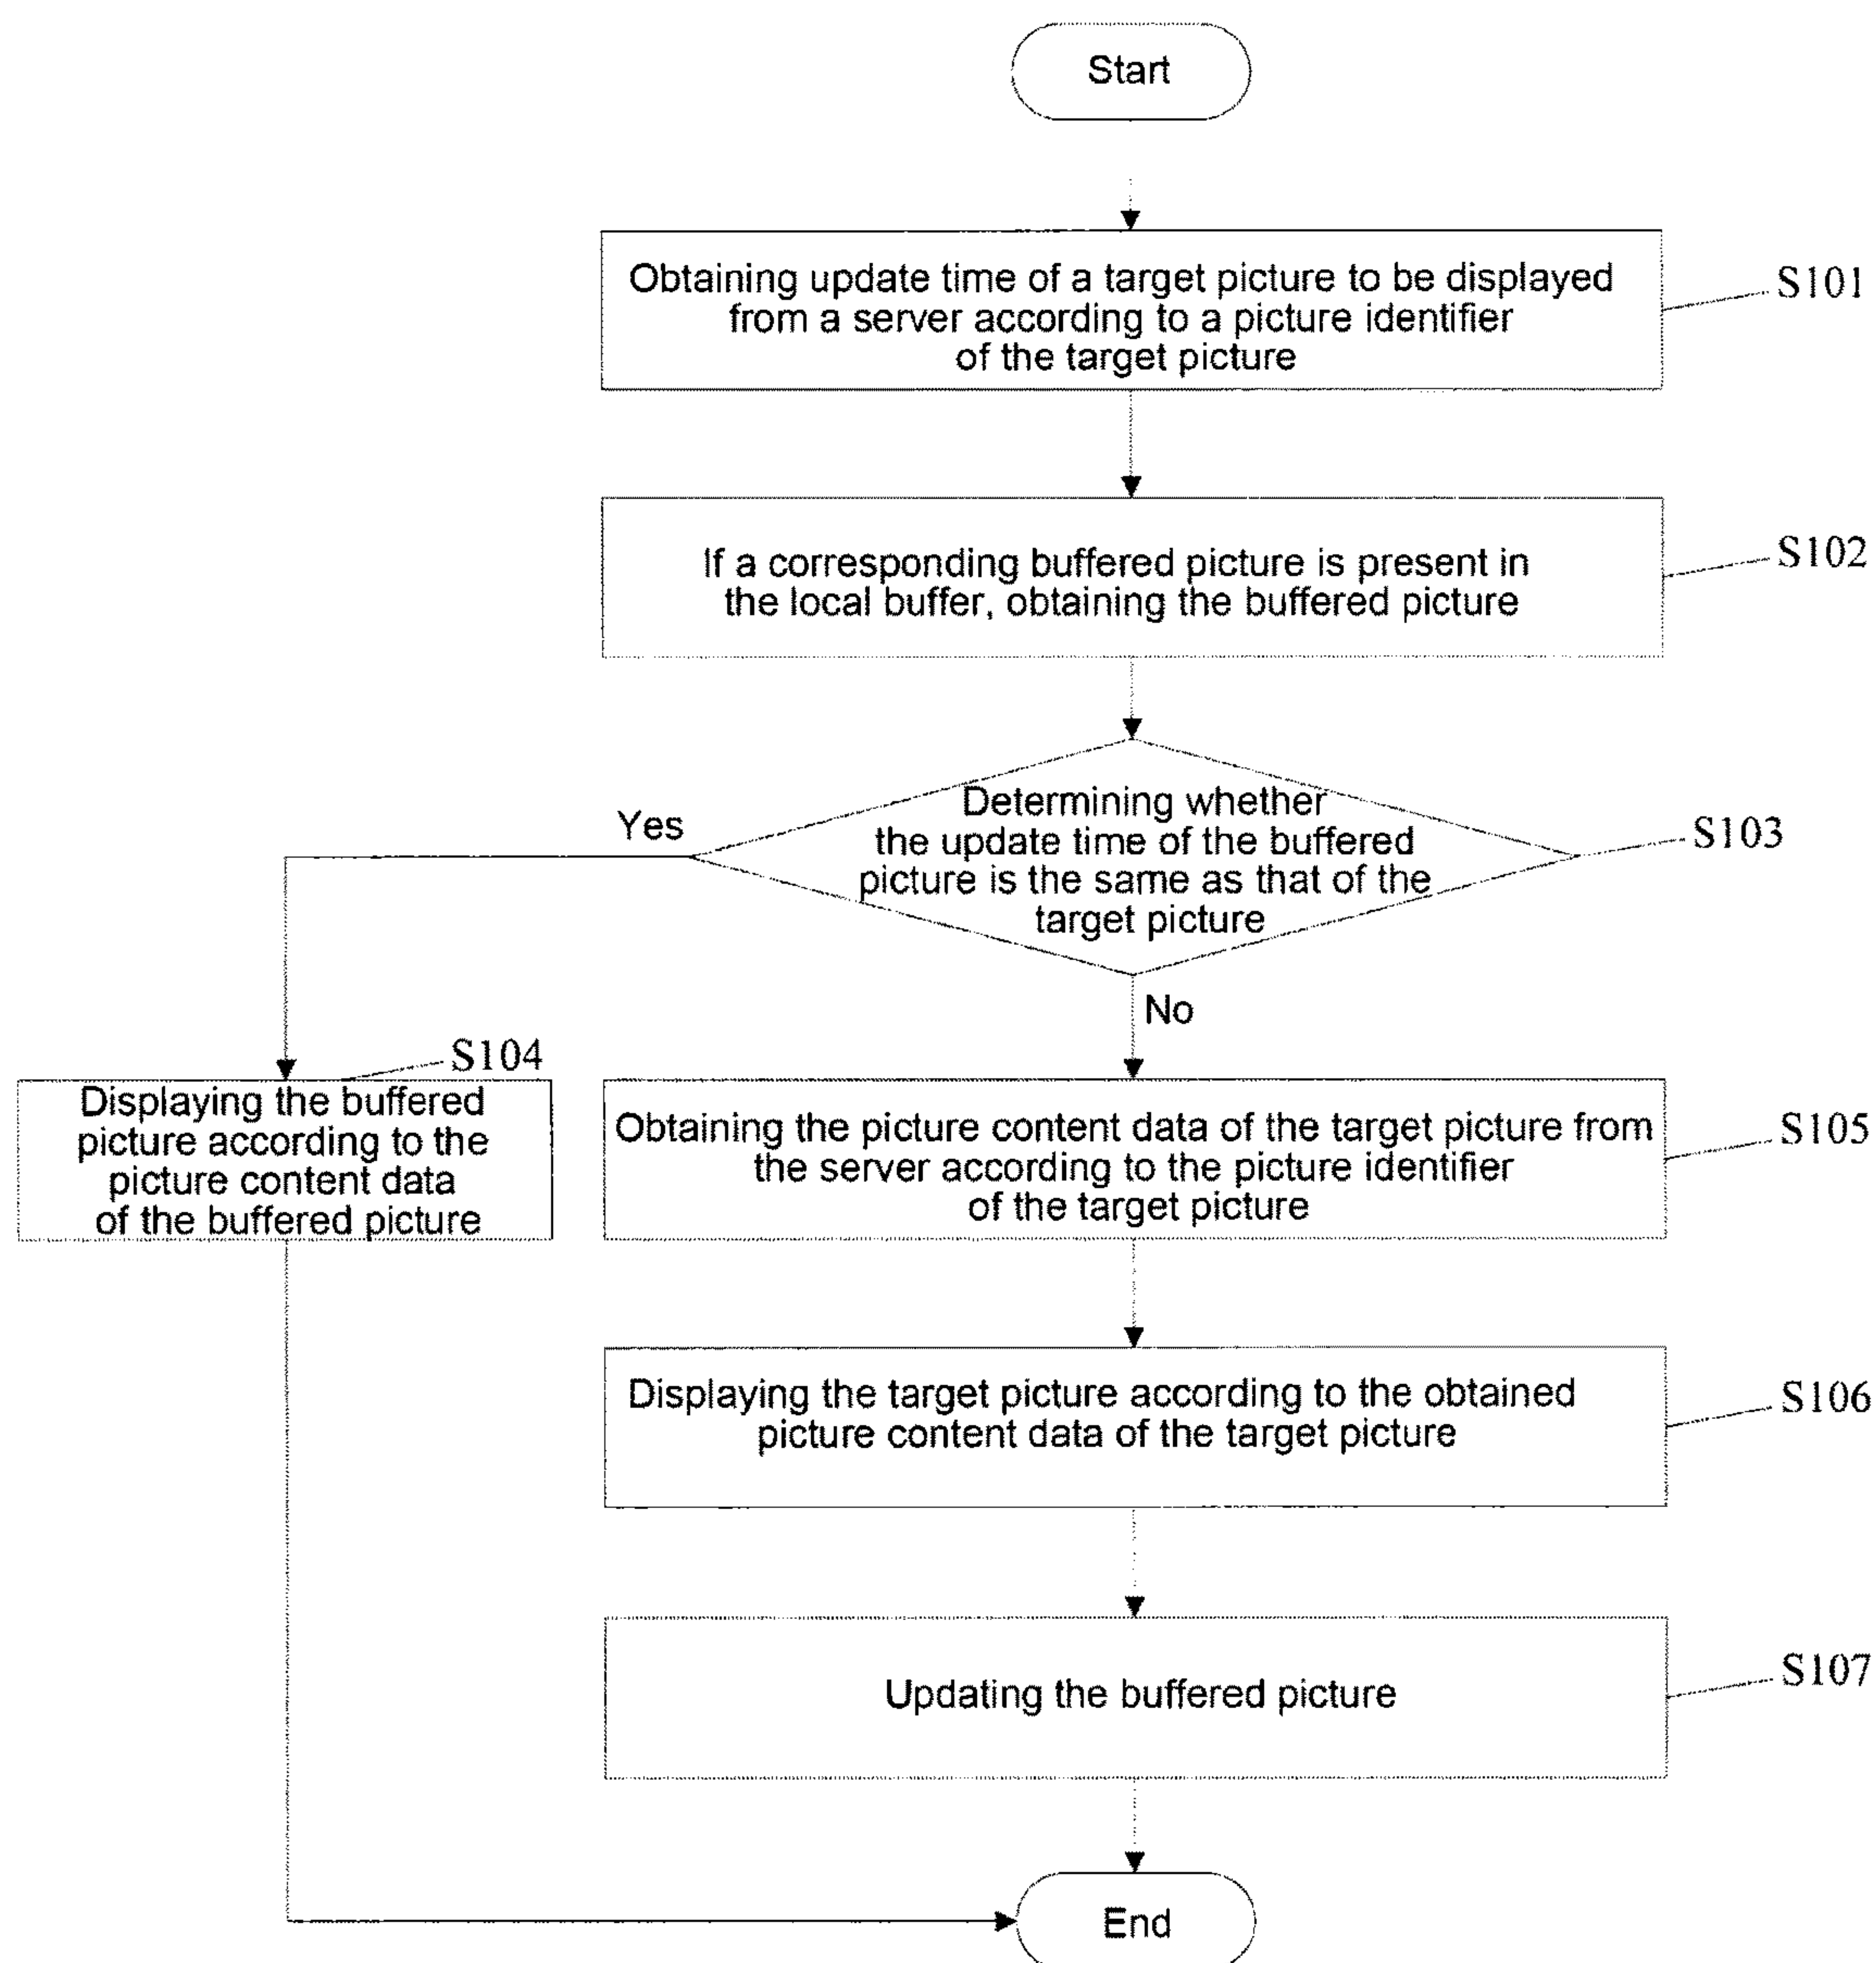 Start
Obtaining update time of a target picture to be displayed
from a server according to a picture identifier
of the target picture
S101
If a corresponding buffered picture is present in
the local buffer, obtaining the buffered picture
S102
Determining whether
the update time of the buffered
picture is the same as that of the
target picture
S103
Yes
No
S104
Displaying the buffered
picture according to the
picture content data
of the buffered picture
Obtaining the picture content data of the target picture from
the server according to the picture identifier
of the target picture
S105
Displaying the target picture according to the obtained
picture content data of the target picture
S106
Updating the buffered picture
S107
End